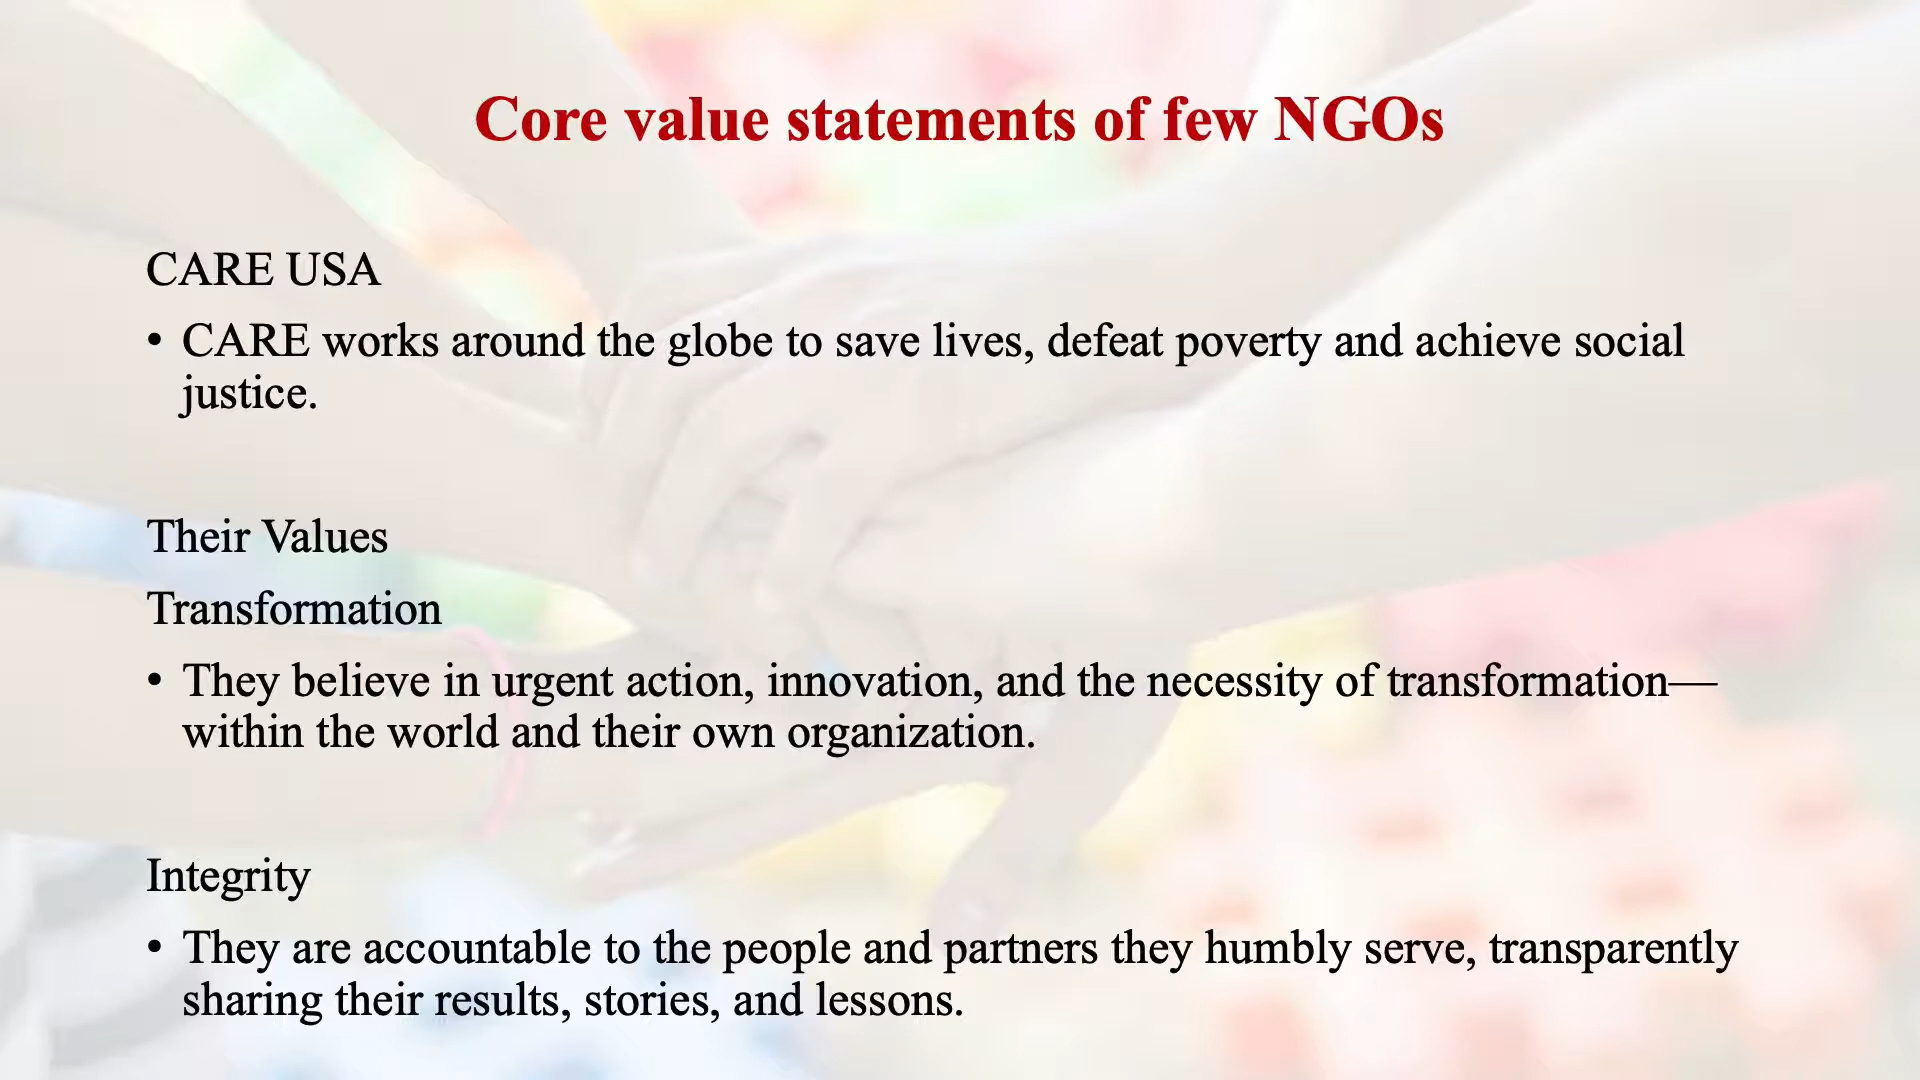 Core value statements of few NGOs
CARE USA
• CARE works around the globe to save lives, defeat poverty and achieve social
justice.
Their Values
Transformation
• They believe in urgent action, innovation, and the necessity of transformation—
within the world and their own organization.
Integrity
• They are accountable to the people and partners they humbly serve, transparently
sharing their results, stories, and lessons.